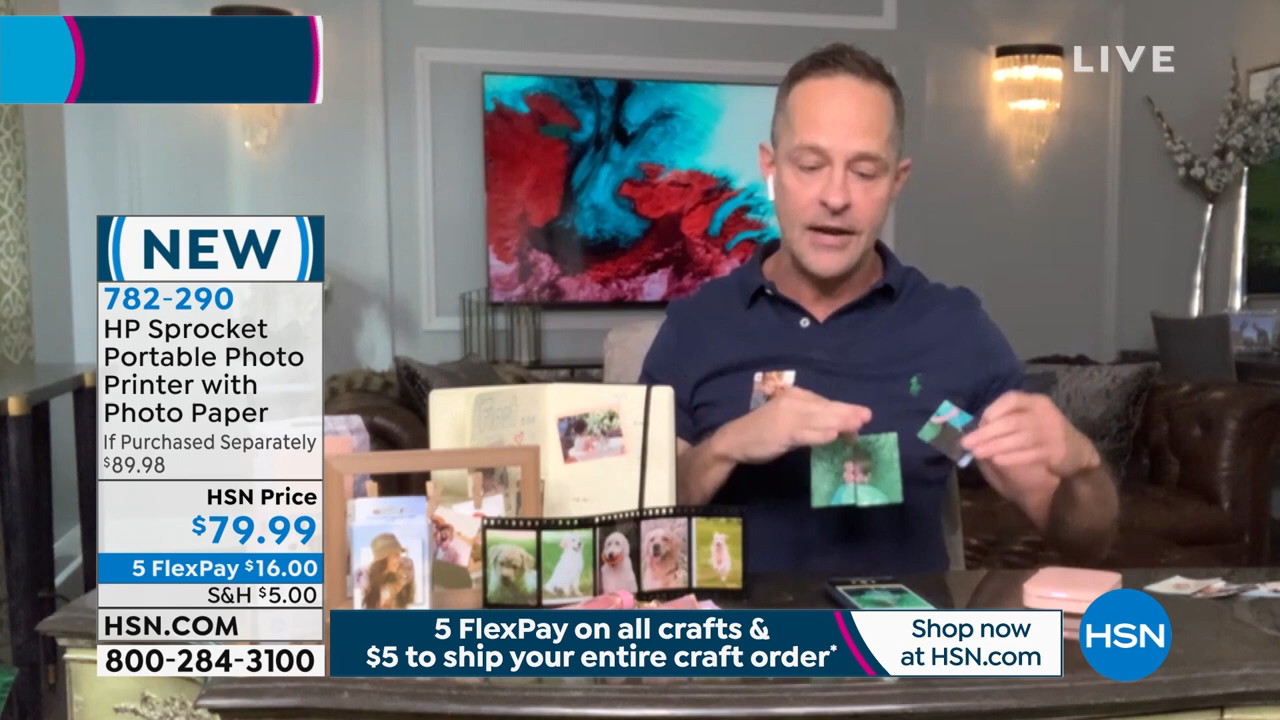 LIVE
NEW
782-290
HP Sprocket
Portable Photo
Printer with
Photo Paper
If Purchased Separately
$89.98
HSN Price
$79.99
5 FlexPay $16.00
S&H $5.00
HSN.COM
800-284-3100
5 FlexPay on all crafts &
$5 to ship your entire craft order*
Shop now
at HSN.com
HSN